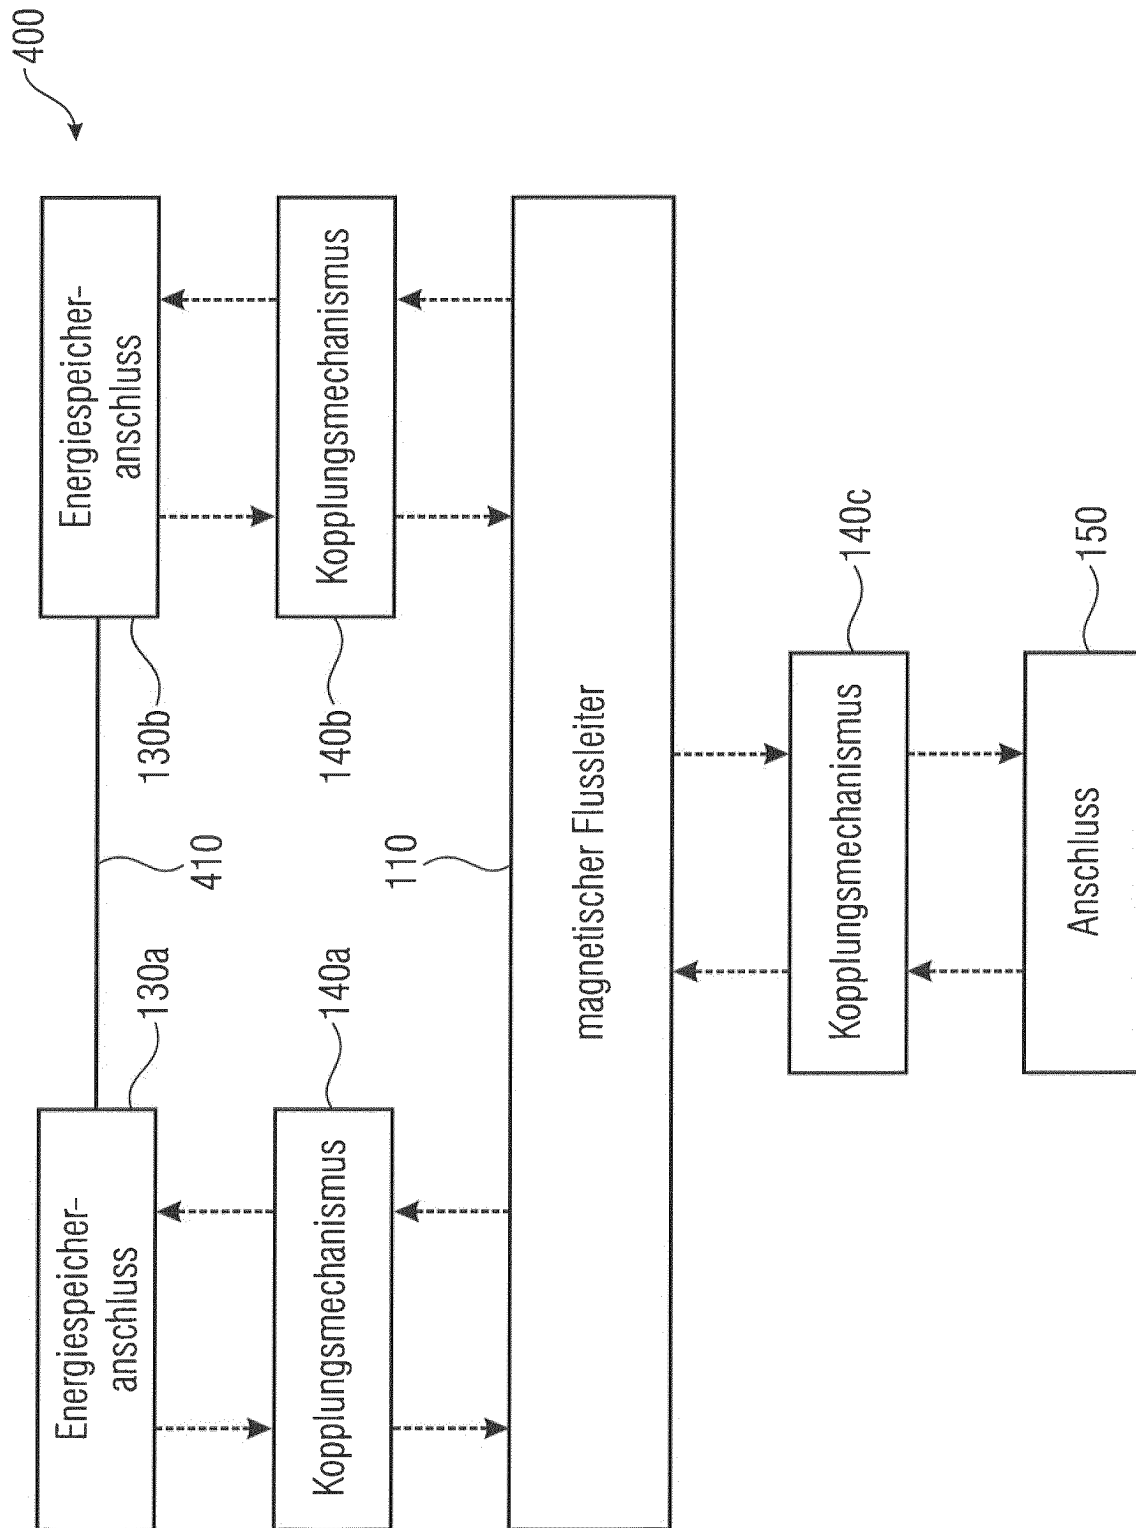 400
Energiespeicher-
anschluss
Energiespeicher-
anschluss
130a
410
130b
Kopplungsmechanismus
Kopplungsmechanismus
140a
140b
110
magnetischer Flussleiter
Kopplungsmechanismus
140c
Anschluss
150